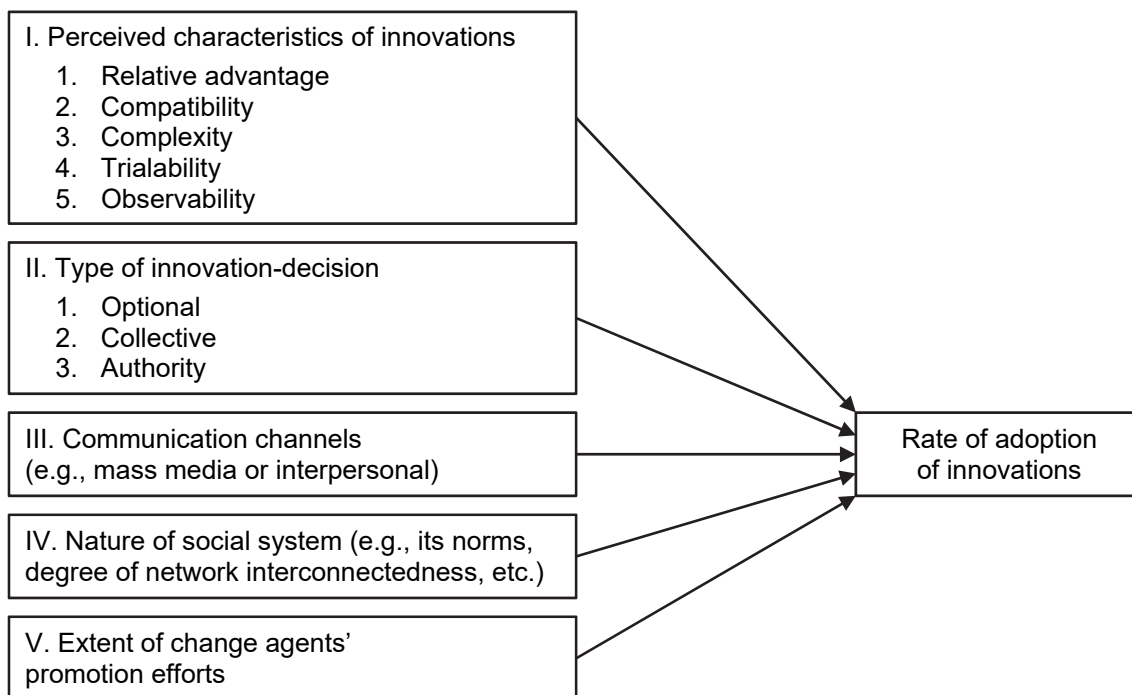 I. Perceived characteristics of innovations
1. Relative advantage
2. Compatibility
3. Complexity
4. Trialability
5. Observability
II. Type of innovation-decision
1. Optional
2. Collective
3. Authority
III. Communication channels
(e.g., mass media or interpersonal)
IV. Nature of social system (e.g., its norms,
degree of network interconnectedness, etc.)
V. Extent of change agents’
promotion efforts
Rate of adoption
of innovations